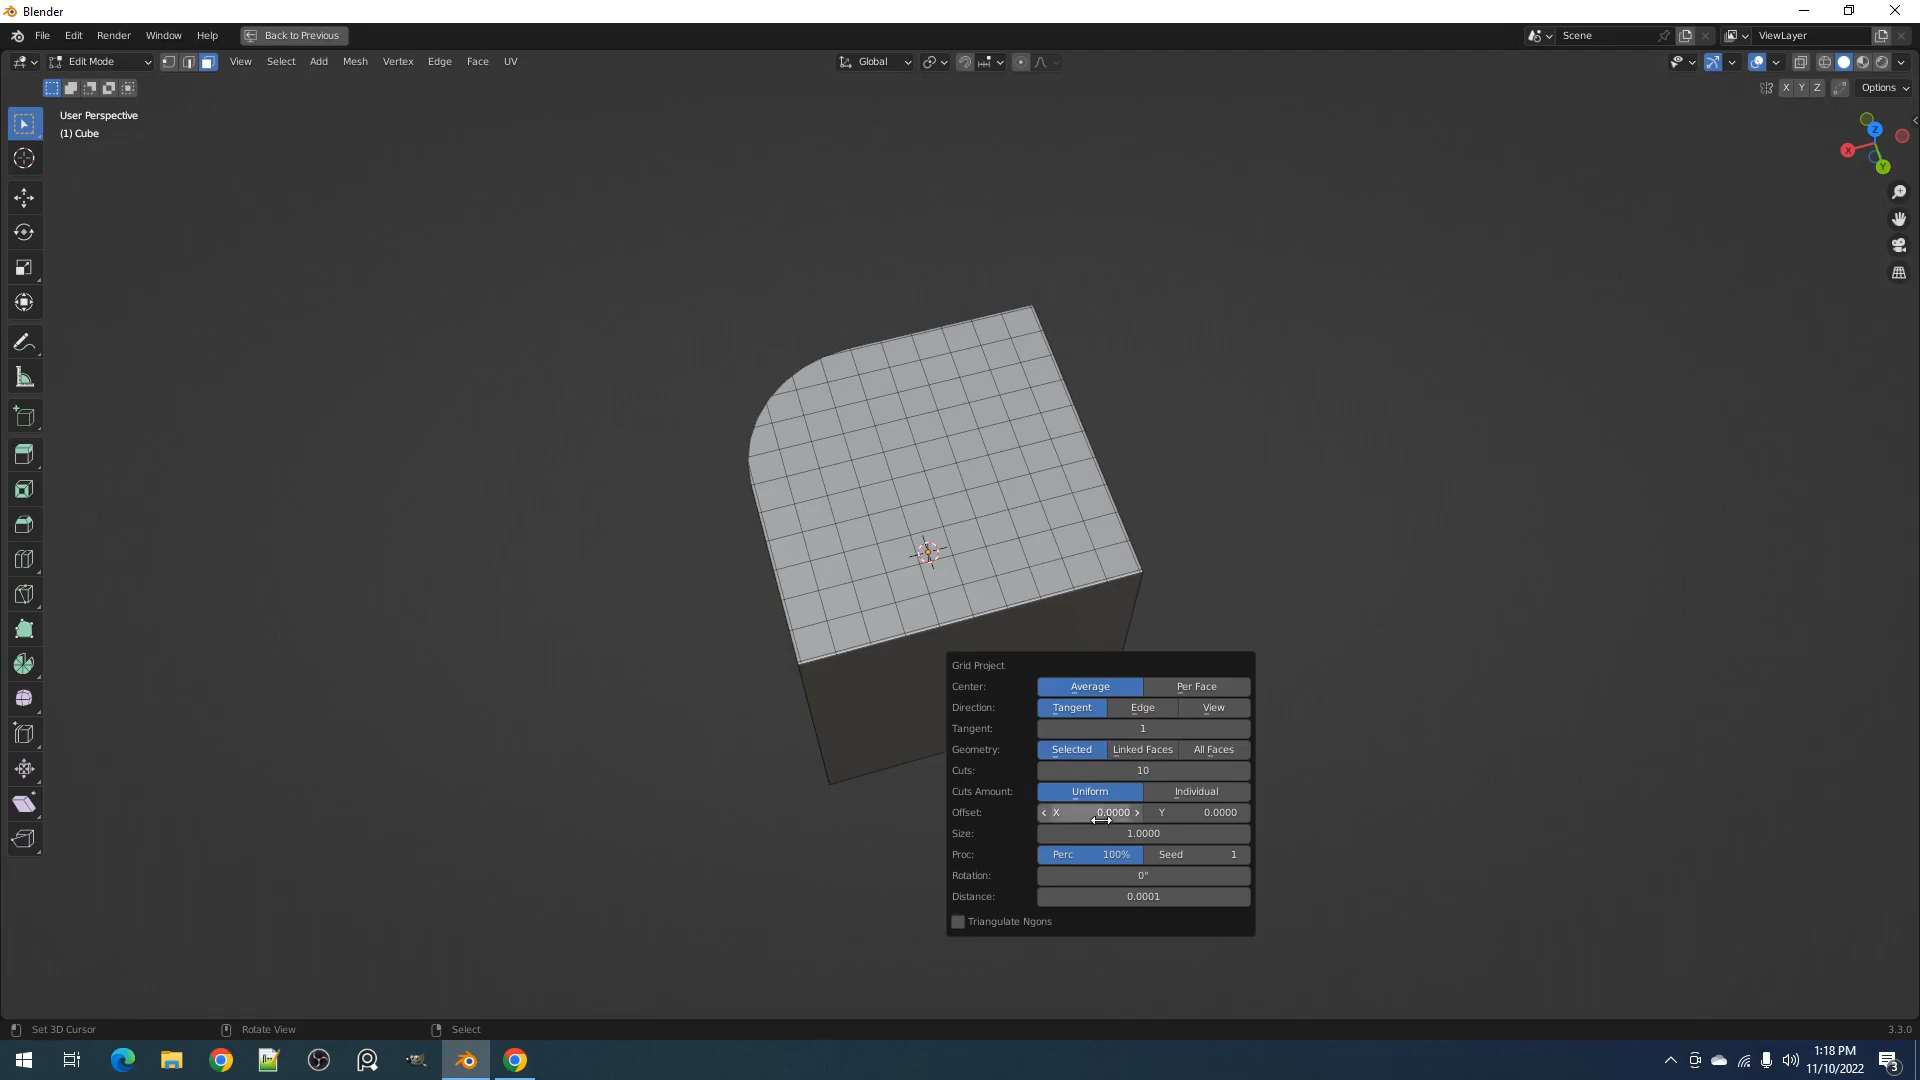 Blender
File Edit Render Window Help Back to Previous Scene ViewLayer
Edit Mode View Select Add Mesh Vertex Edge Face UV Global
X Y Z Options
User Perspective
(1) Cube
Z
X
Y
Grid Project
Center: Average Per Face
Direction: Tangent Edge View
Tangent: 1
Geometry: Selected Linked Faces All Faces
Cuts: 10
Cuts Amount: Uniform Individual
Offset: X 0.0000 Y 0.0000
Size: 1.0000
Proc: Perc 100% Seed 1
Rotation: 0°
Distance: 0.0001
Triangulate Ngons
Set 3D Cursor Rotate View Select 3.3.0
1:18 PM
11/10/2022
3